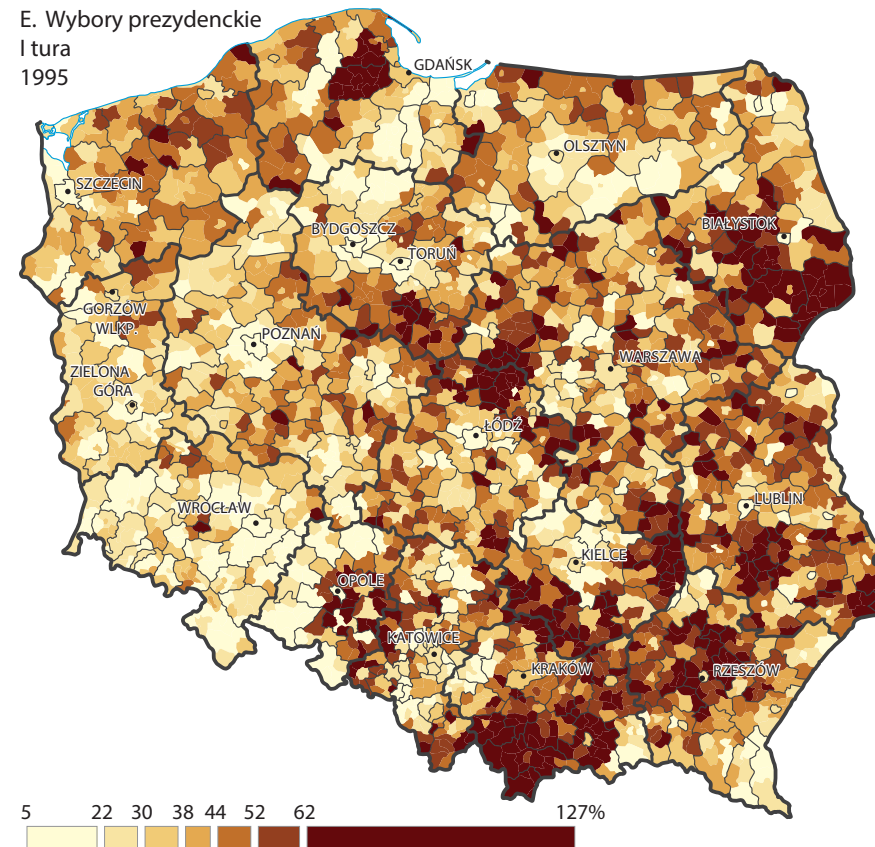 E. Wybory prezydenckie
I tura
1995
GDAŃSK
OLSZTYN
SZCZECIN
BIAŁYSTOK
BYDGOSZCZ
TORUŃ
GORZÓW
WLKP.
POZNAŃ
WARSZAWA
ZIELONA
GÓRA
ŁÓDŹ
WROCŁAW
LUBLIN
KIELCE
OPOLE
KATOWICE
KRAKÓW
RZESZÓW
5 22 30 38 44 52 62 127%